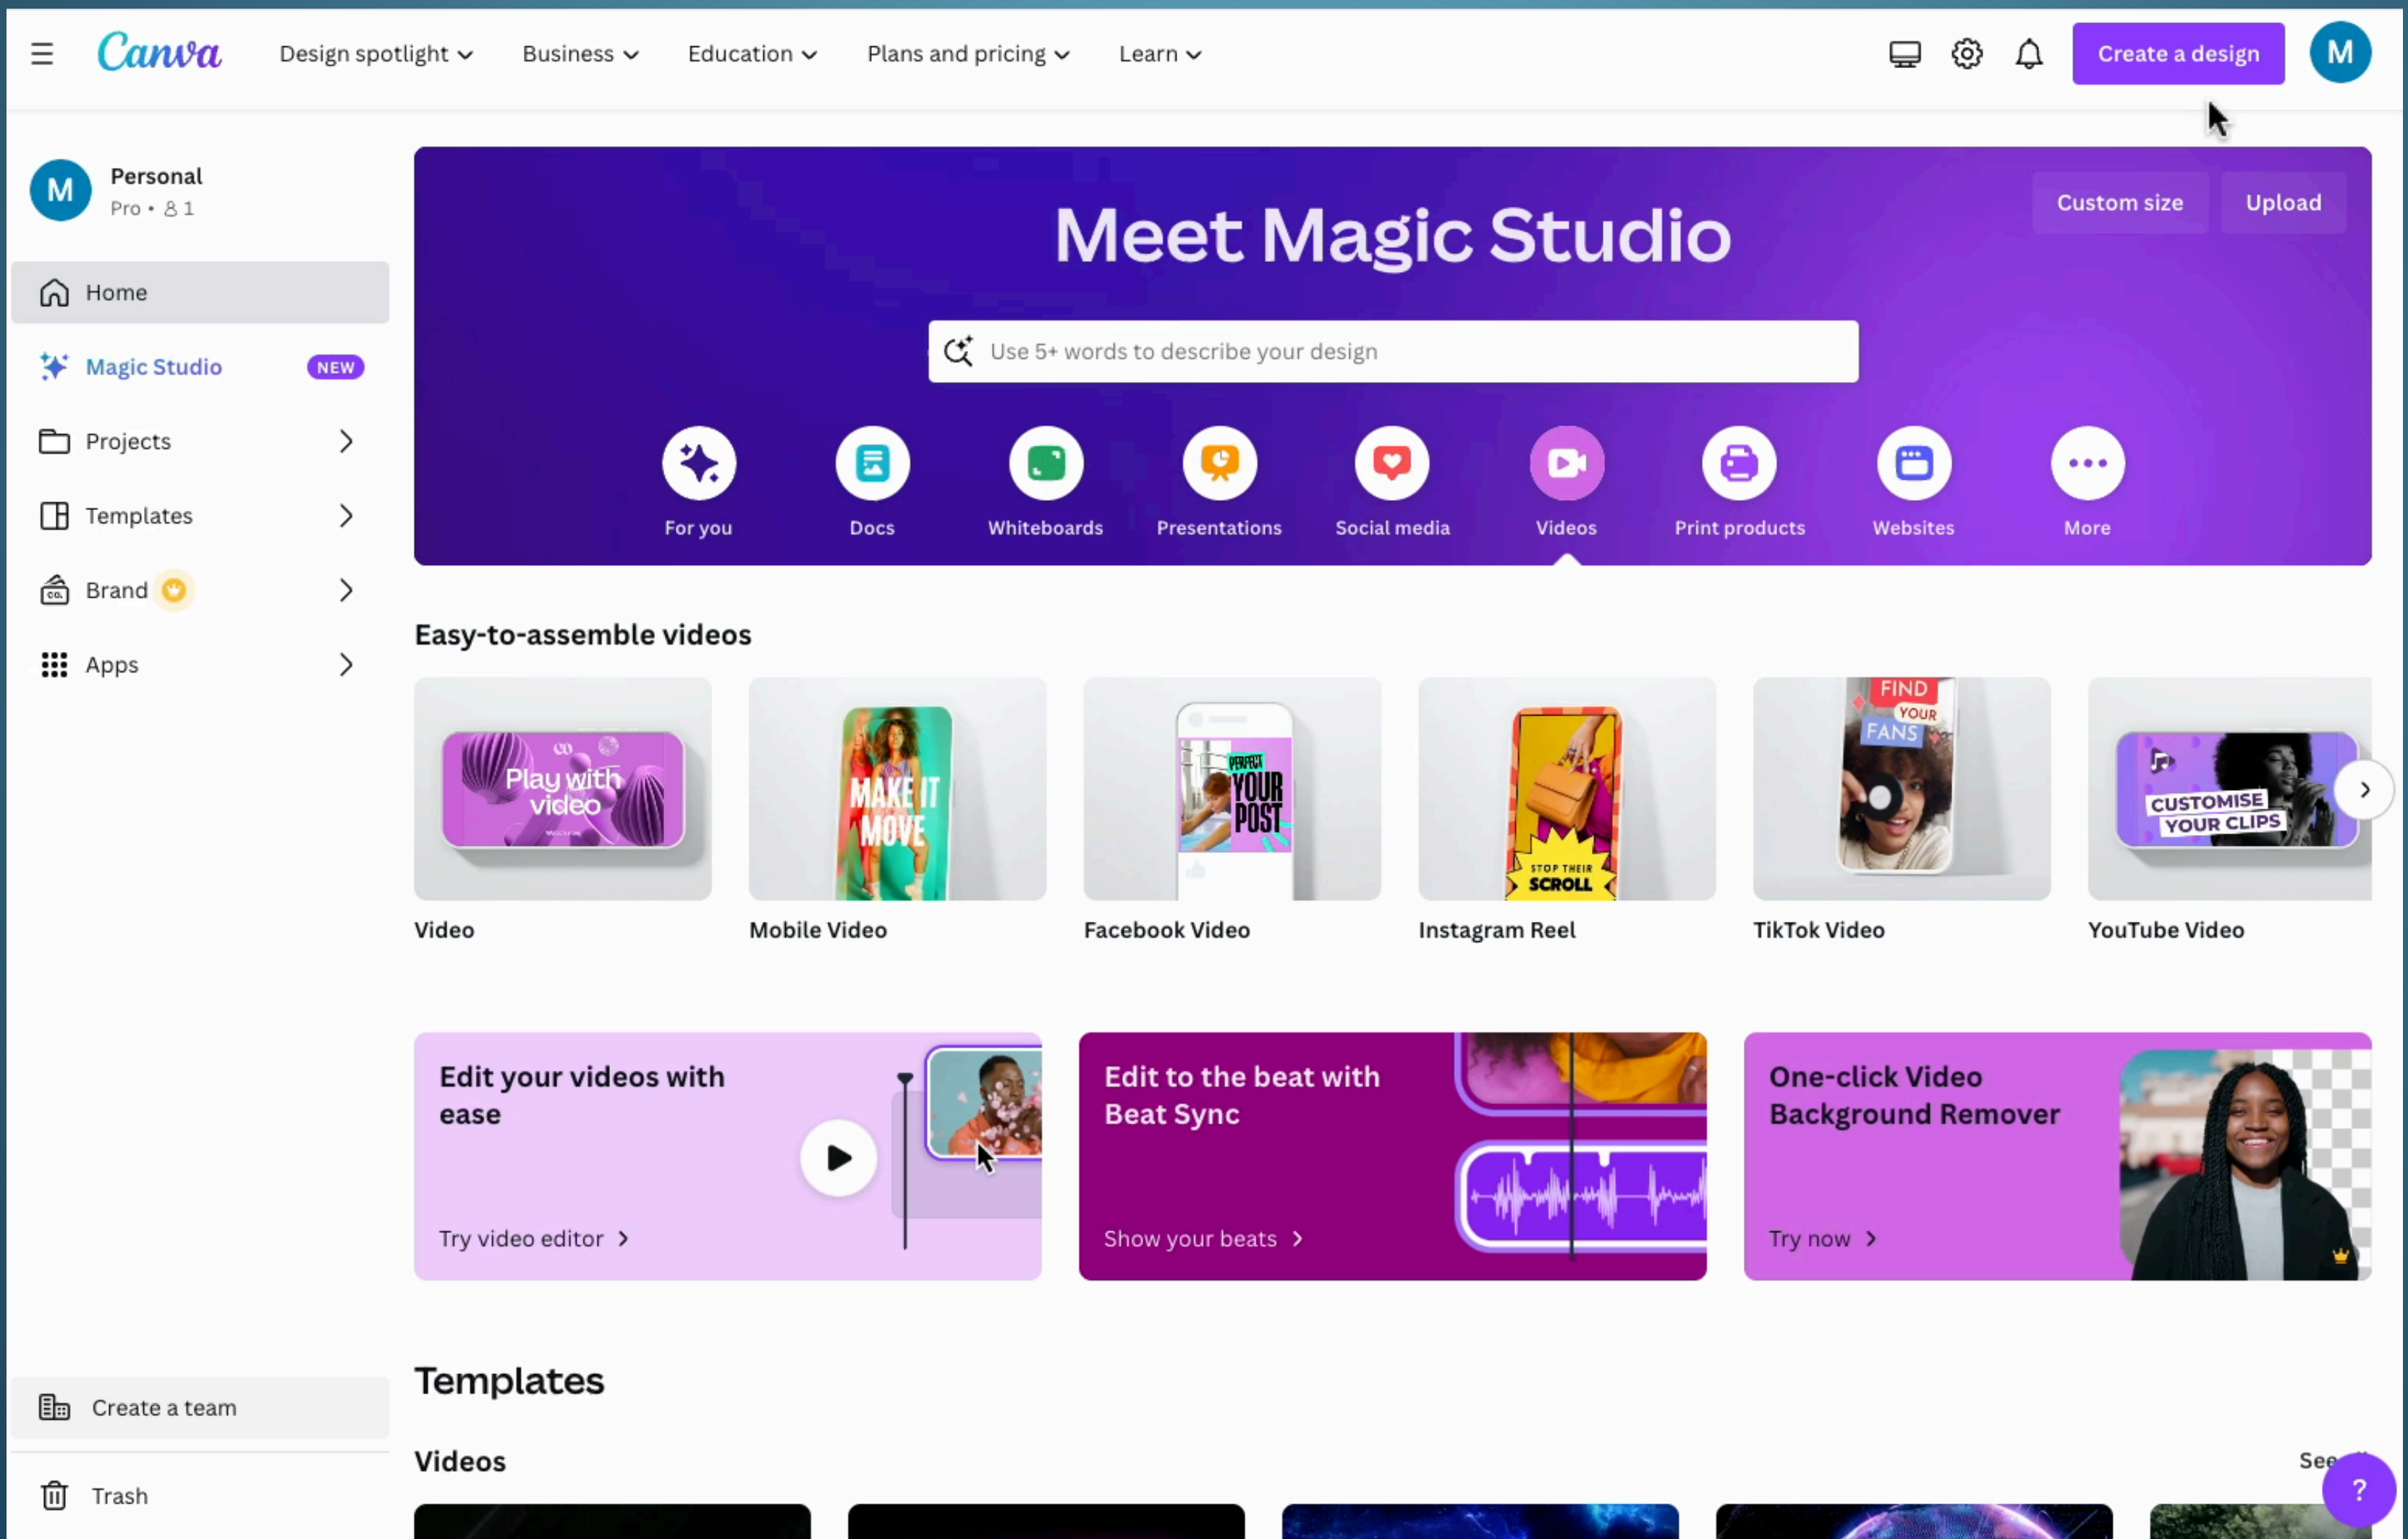 Canva
Design spotlight
Business
Education
Plans and pricing
Learn
Create a design
M
M
Personal
Pro • 1
Home
Magic Studio
NEW
Projects
Templates
Brand
Apps
Create a team
Trash
Meet Magic Studio
Custom size
Upload
Use 5+ words to describe your design
For you
Docs
Whiteboards
Presentations
Social media
Videos
Print products
Websites
More
Easy-to-assemble videos
Play with
video
MAKE IT
MOVE
PERFECT
YOUR
POST
STOP THEIR
SCROLL
FIND
YOUR
FANS
CUSTOMISE
YOUR CLIPS
Video
Mobile Video
Facebook Video
Instagram Reel
TikTok Video
YouTube Video
Edit your videos with
ease
Try video editor
Edit to the beat with
Beat Sync
Show your beats
One-click Video
Background Remover
Try now
Templates
Videos
See
?